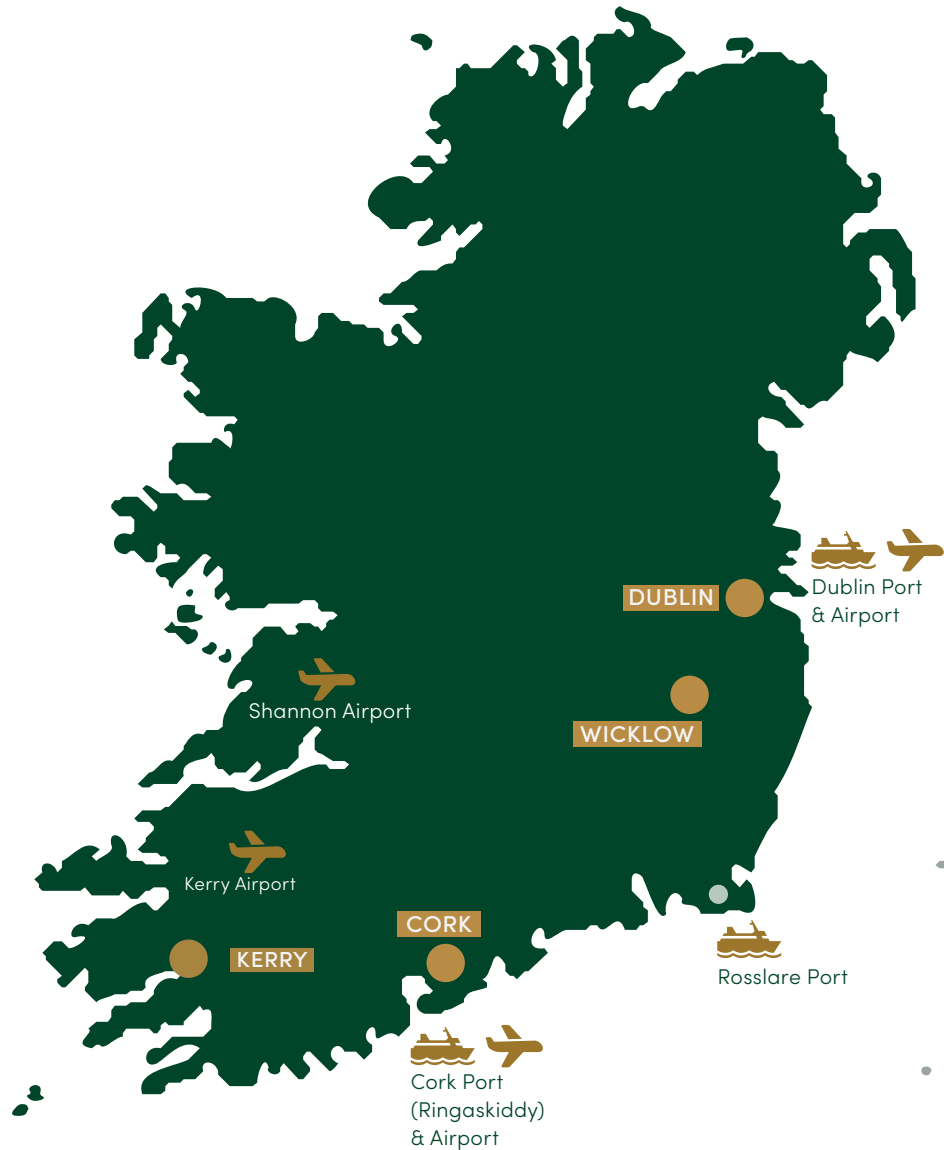 DUBLIN
Dublin Port
& Airport
Shannon Airport
WICKLOW
Kerry Airport
CORK
KERRY
Rosslare Port
Cork Port
(Ringaskiddy)
& Airport